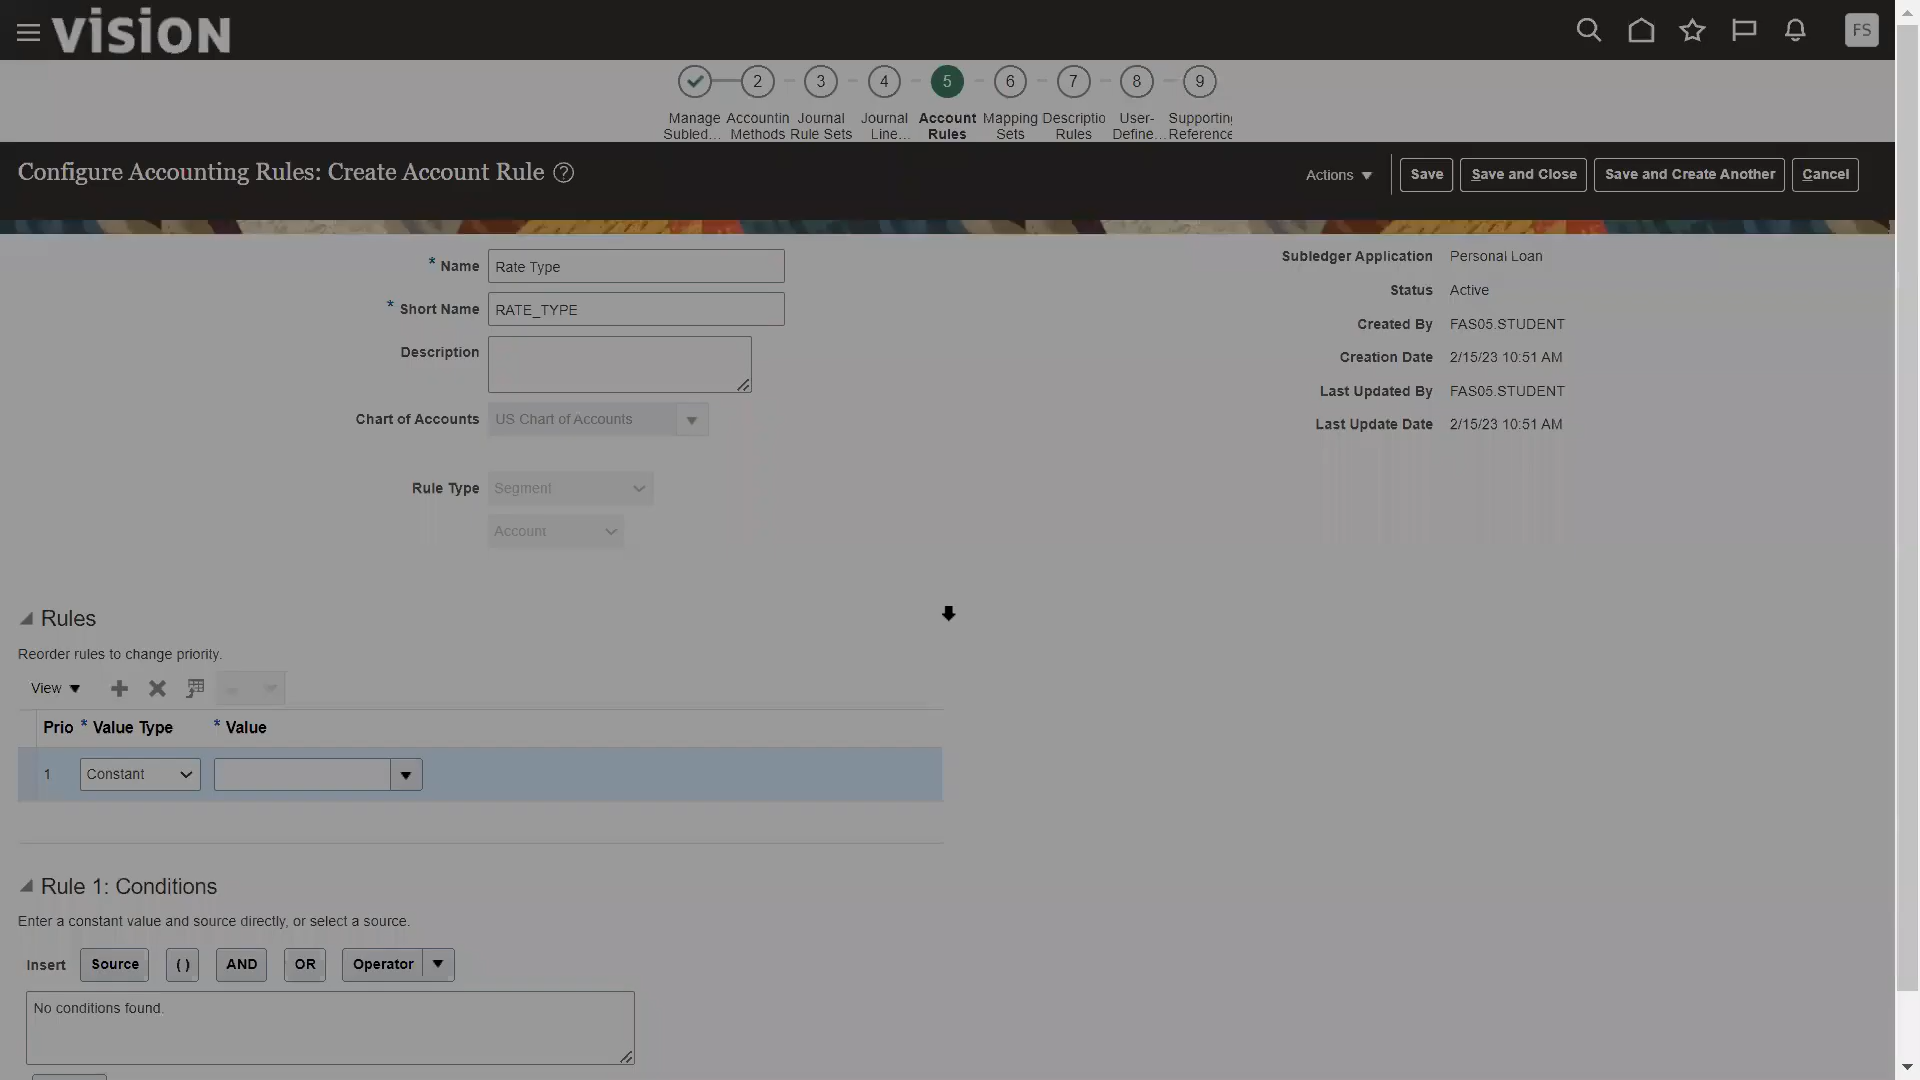 vision
FS
2 3 4 5 6 7 8 9
Manage Accountin Journal Journal Account Mapping Descriptio User- Supporting
Subled... Methods Rule Sets Line... Rules Sets Rules Define... Reference
Configure Accounting Rules: Create Account Rule ?
Actions Save Save and Close Save and Create Another Cancel
* Name Rate Type
* Short Name RATE_TYPE
Description
Chart of Accounts US Chart of Accounts
Rule Type Segment
Account
Subledger Application Personal Loan
Status Active
Created By FAS05.STUDENT
Creation Date 2/15/23 10:51 AM
Last Updated By FAS05.STUDENT
Last Update Date 2/15/23 10:51 AM
Rules
Reorder rules to change priority.
View
Prio * Value Type * Value
1 Constant
Rule 1: Conditions
Enter a constant value and source directly, or select a source.
Insert Source ( ) AND OR Operator
No conditions found.